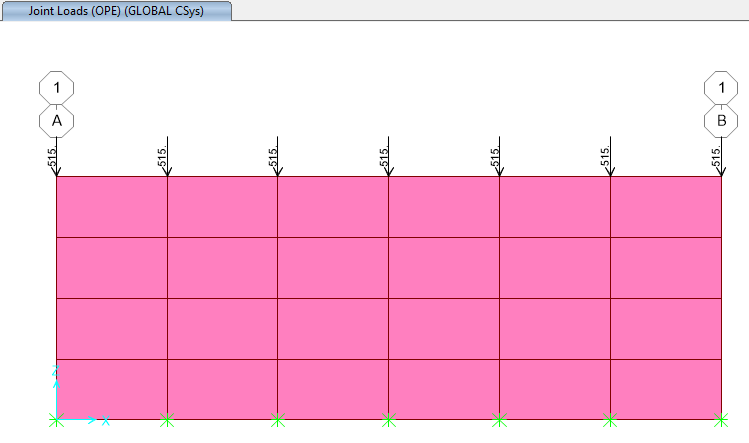 Joint Loads (OPE) (GLOBAL CSys)
1 1
A B
515. 515. 515. 515. 515. 515. 515.
Z
X